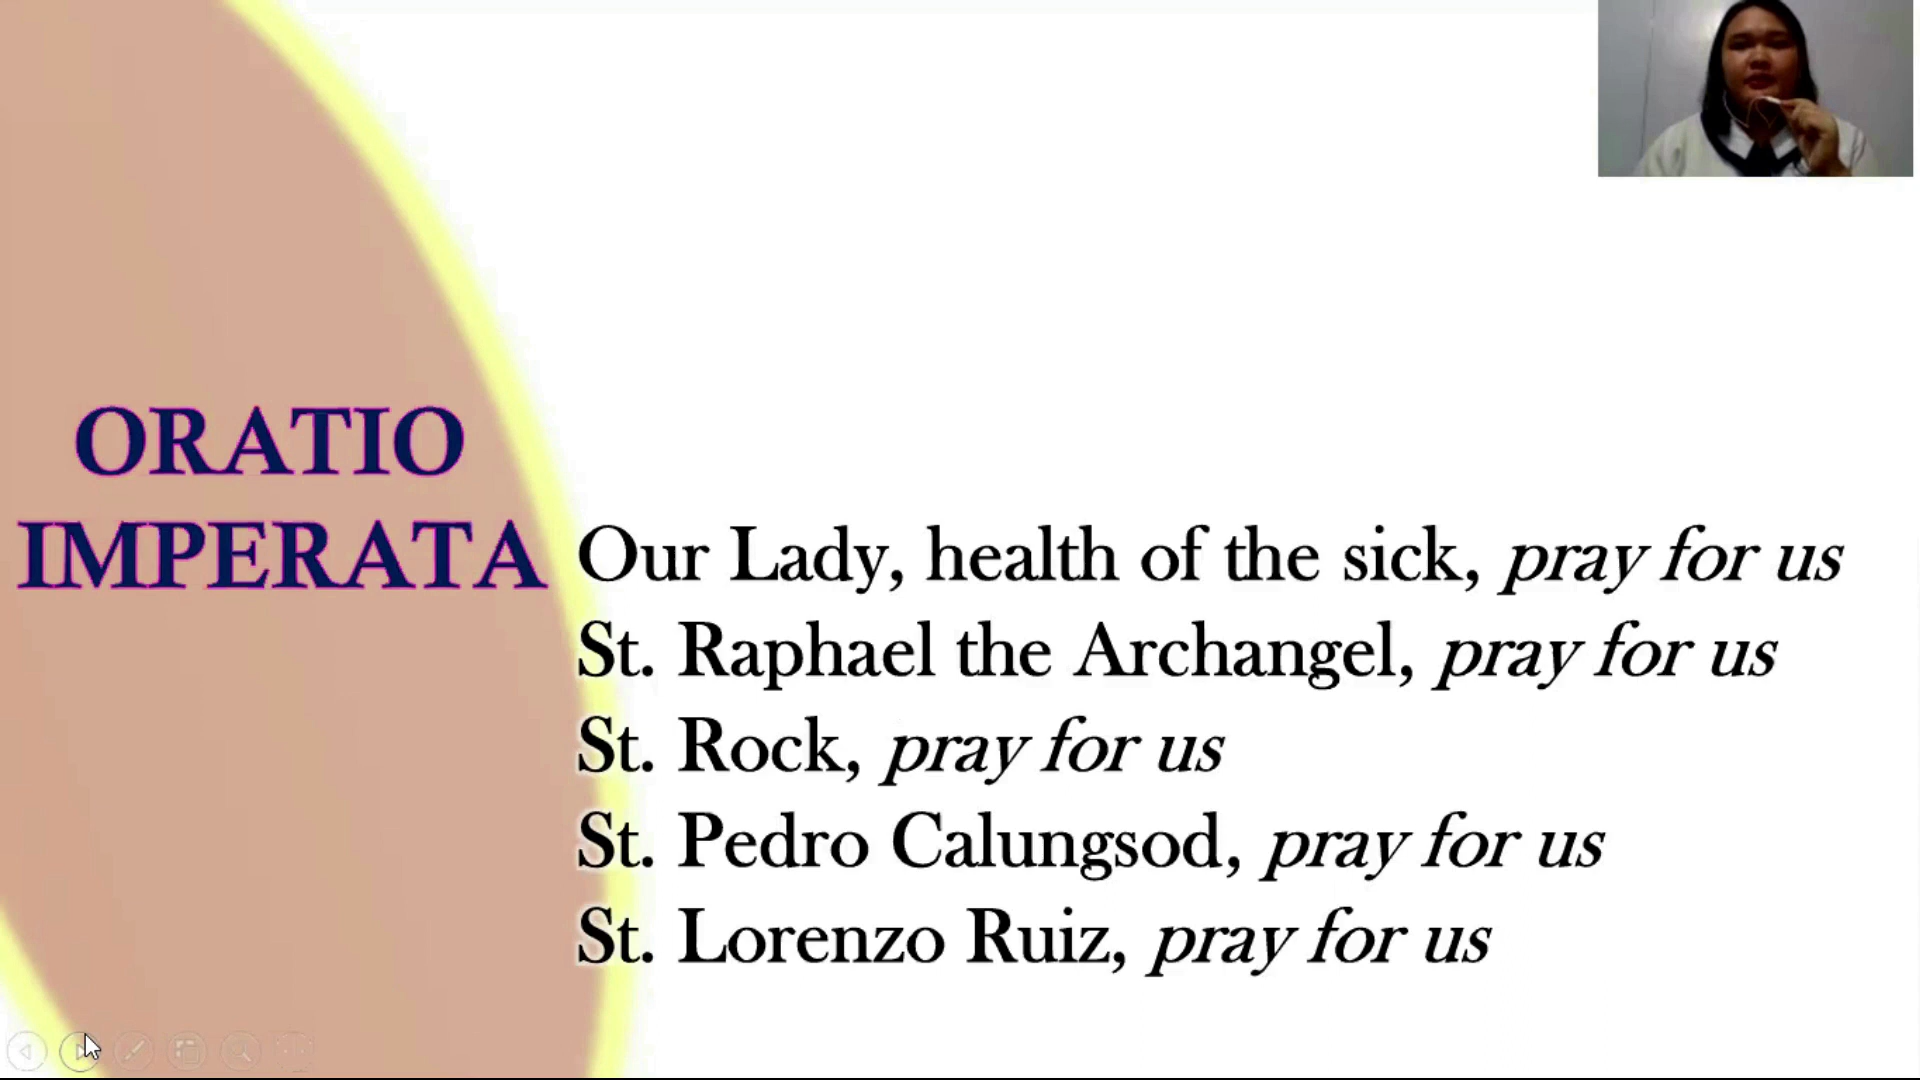 ORATIO
IMPERATA
Our Lady, health of the sick, pray for us
St. Raphael the Archangel, pray for us
St. Rock, pray for us
St. Pedro Calungsod, pray for us
St. Lorenzo Ruiz, pray for us